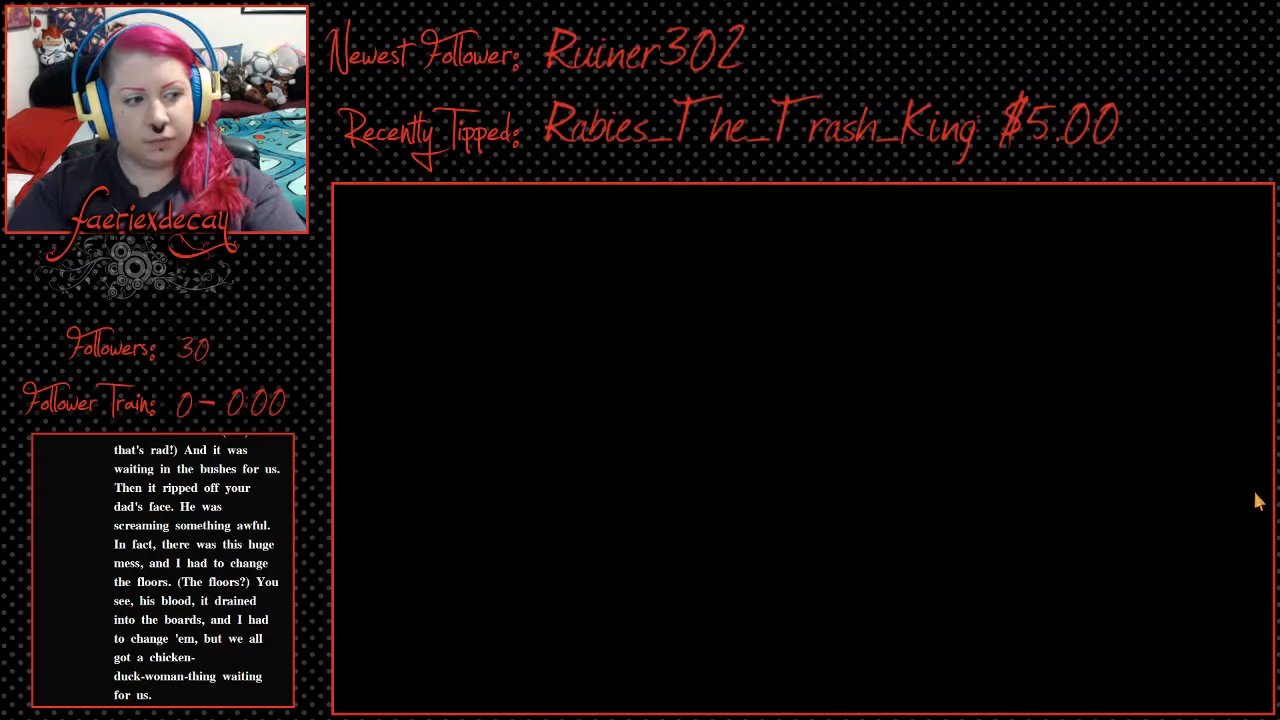 Newest Follower: Ruiner302
Recently Tipped: Rabies_The_Trash_King $5.00
faeriexdecay
Followers: 30
Follower Train: 0 - 0:00
that's rad!) And it was
waiting in the bushes for us.
Then it ripped off your
dad's face. He was
screaming something awful.
In fact, there was this huge
mess, and I had to change
the floors. (The floors?) You
see, his blood, it drained
into the boards, and I had
to change 'em, but we all
got a chicken-
duck-woman-thing waiting
for us.